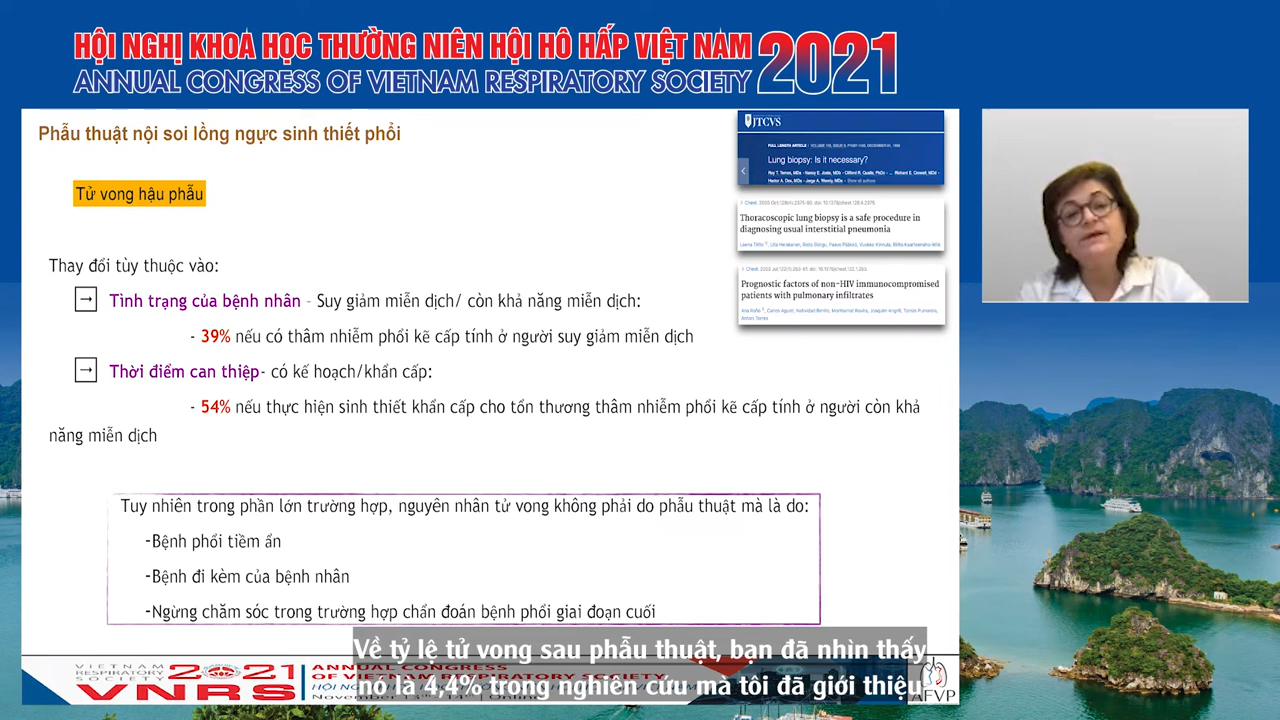 HỘI NGHỊ KHOA HỌC THƯỜNG NIÊN HỘI HÔ HẤP VIỆT NAM 2021
ANNUAL CONGRESS OF VIETNAM RESPIRATORY SOCIETY
Phẫu thuật nội soi lồng ngực sinh thiết phổi
Tử vong hậu phẫu
JTCVS
Lung biopsy: Is it necessary?
Thoracoscopic lung biopsy is a safe procedure in
diagnosing usual interstitial pneumonia
Prognostic factors of non-HIV immunocompromised
patients with pulmonary infiltrates
Thay đổi tùy thuộc vào:
→ Tình trạng của bệnh nhân - Suy giảm miễn dịch/ còn khả năng miễn dịch:
- 39% nếu có thâm nhiễm phổi kẽ cấp tính ở người suy giảm miễn dịch
→ Thời điểm can thiệp- có kế hoạch/khẩn cấp:
- 54% nếu thực hiện sinh thiết khẩn cấp cho tổn thương thâm nhiễm phổi kẽ cấp tính ở người còn khả
năng miễn dịch
Tuy nhiên trong phần lớn trường hợp, nguyên nhân tử vong không phải do phẫu thuật mà là do:
-Bệnh phổi tiềm ẩn
-Bệnh đi kèm của bệnh nhân
-Ngừng chăm sóc trong trường hợp chẩn đoán bệnh phổi giai đoạn cuối
Về tỷ lệ tử vong sau phẫu thuật, bạn đã nhìn thấy
nó là 4,4% trong nghiên cứu mà tôi đã giới thiệu
VIETNAM
RESPIRATORY
SOCIETY
2021
VNRS
ANNUAL CONGRESS
OF VIETNAM RESPIRATORY SOCIETY
AFVP